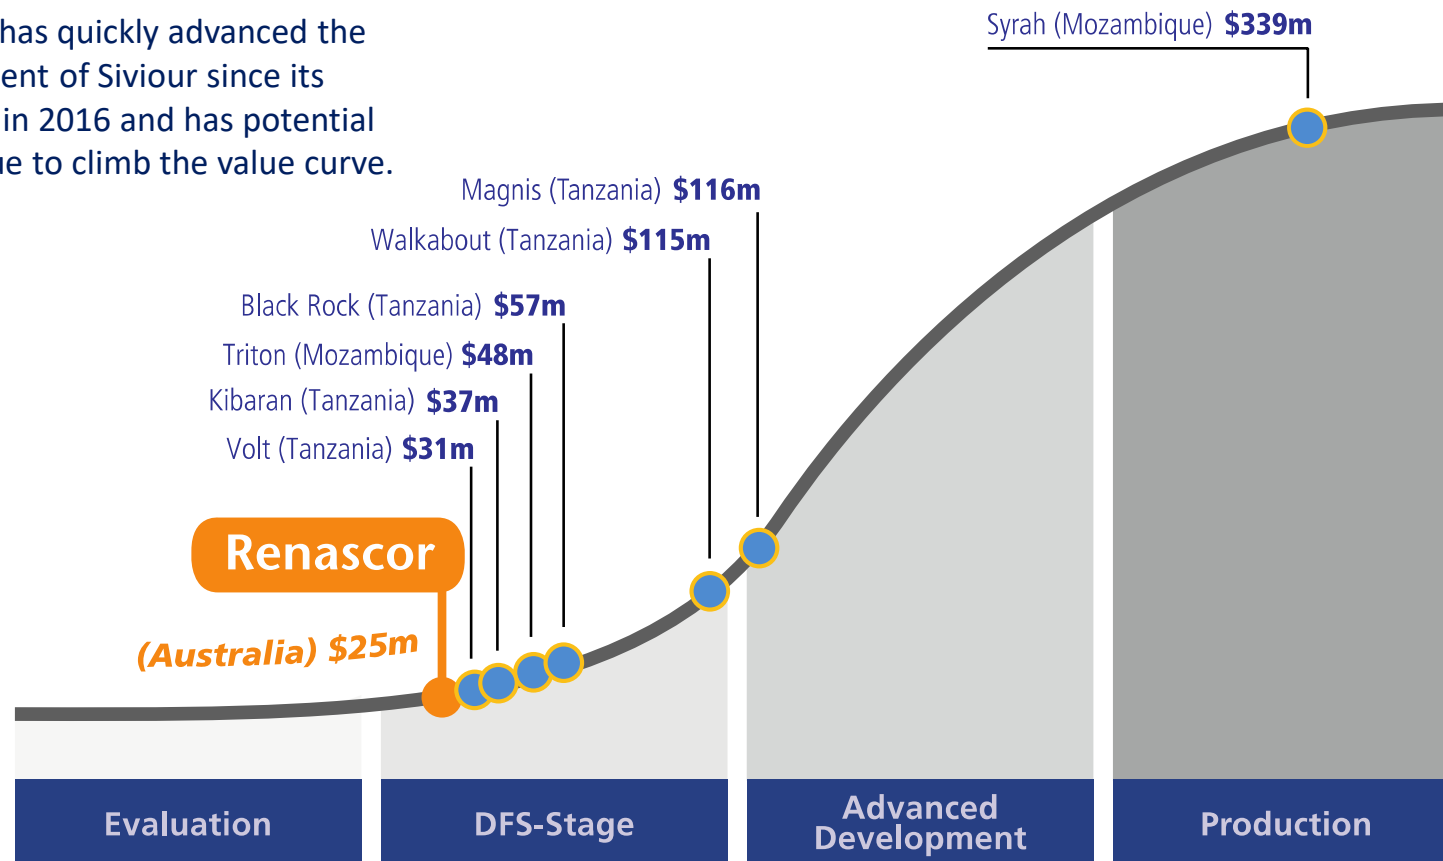 has quickly advanced the
ent of Siviour since its
in 2016 and has potential
ue to climb the value curve.
Syrah (Mozambique) $339m
Magnis (Tanzania) $116m
Walkabout (Tanzania) $115m
Black Rock (Tanzania) $57m
Triton (Mozambique) $48m
Kibaran (Tanzania) $37m
Volt (Tanzania) $31m
Renascor
(Australia) $25m
Evaluation
DFS-Stage
Advanced
Development
Production